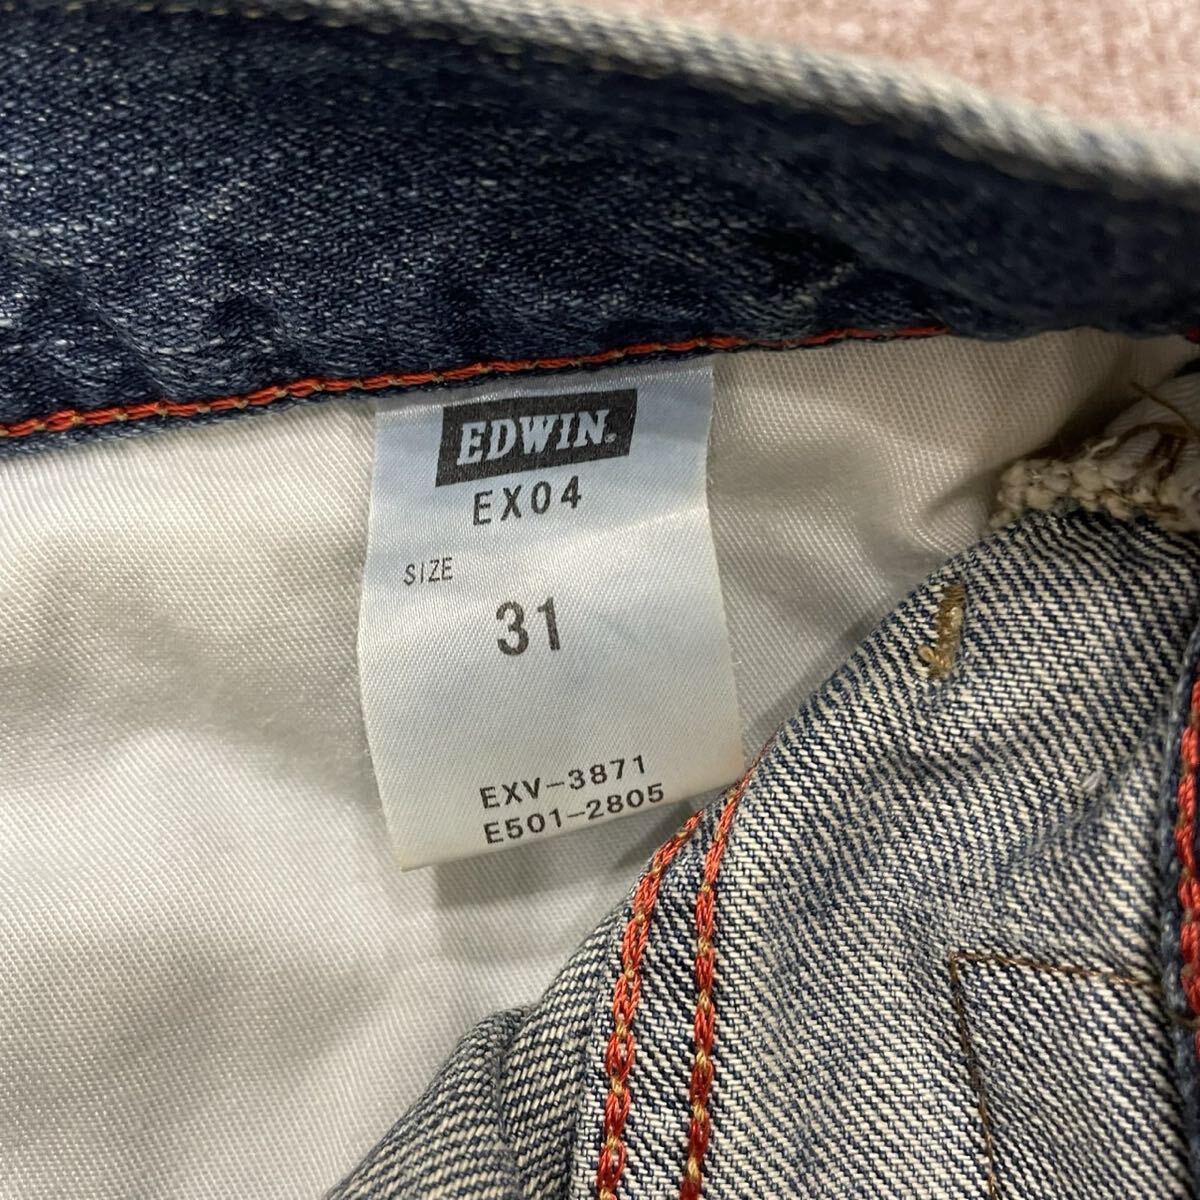 EDWIN.
EX04
SIZE
31
EXV-3871
E501-2805